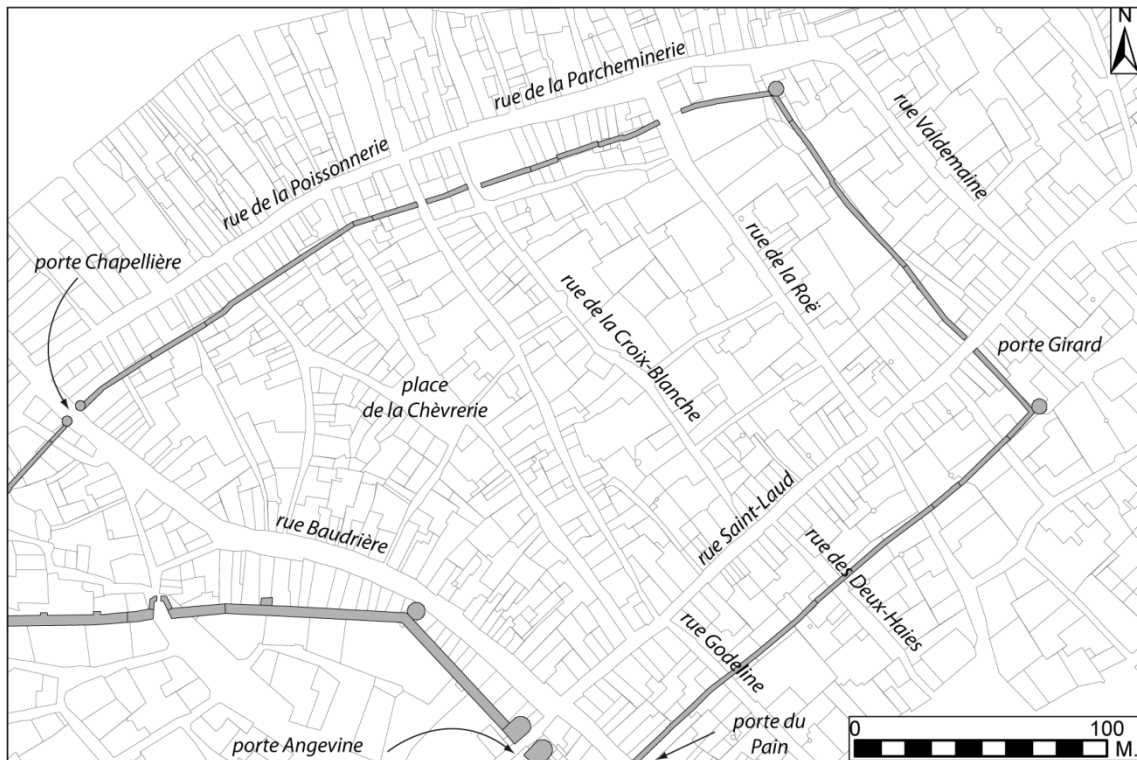 N
rue de la Parcheminerie
rue Valdemaine
rue de la Poissonnerie
porte Chapellière
rue de la Roë
rue de la Croix-Blanche
porte Girard
place
de la Chèvrerie
rue Saint-Laud
rue Baudrière
rue des Deux-Haies
rue Godeline
porte Angevine
porte du
Pain
0 100
M.